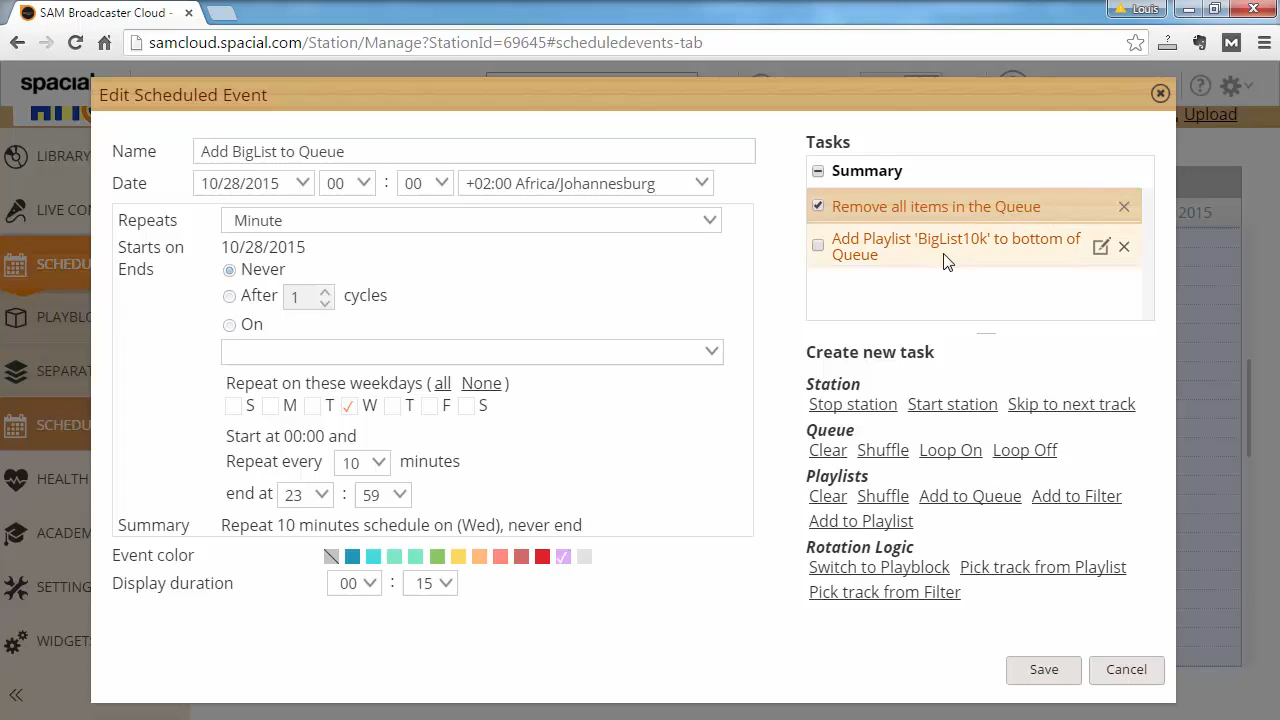 SAM Broadcaster Cloud -
Louis
samcloud.spacial.com/Station/Manage?StationId=69645#scheduledevents-tab
spacial
Upload
Edit Scheduled Event
Name Add BigList to Queue
Date 10/28/2015 00 : 00 +02:00 Africa/Johannesburg
Repeats Minute
Starts on 10/28/2015
Ends Never
After 1 cycles
On
Repeat on these weekdays ( all None )
S M T W T F S
Start at 00:00 and
Repeat every 10 minutes
end at 23 : 59
Summary Repeat 10 minutes schedule on (Wed), never end
Event color
Display duration 00 : 15
Tasks
Summary
Remove all items in the Queue
Add Playlist 'BigList10k' to bottom of
Queue
Create new task
Station
Stop station Start station Skip to next track
Queue
Clear Shuffle Loop On Loop Off
Playlists
Clear Shuffle Add to Queue Add to Filter
Add to Playlist
Rotation Logic
Switch to Playblock Pick track from Playlist
Pick track from Filter
Save Cancel
LIBRARY
LIVE CO
SCHEDU
PLAYBLO
SEPARAT
SCHEDU
HEALTH
ACADEM
SETTING
WIDGET
2015